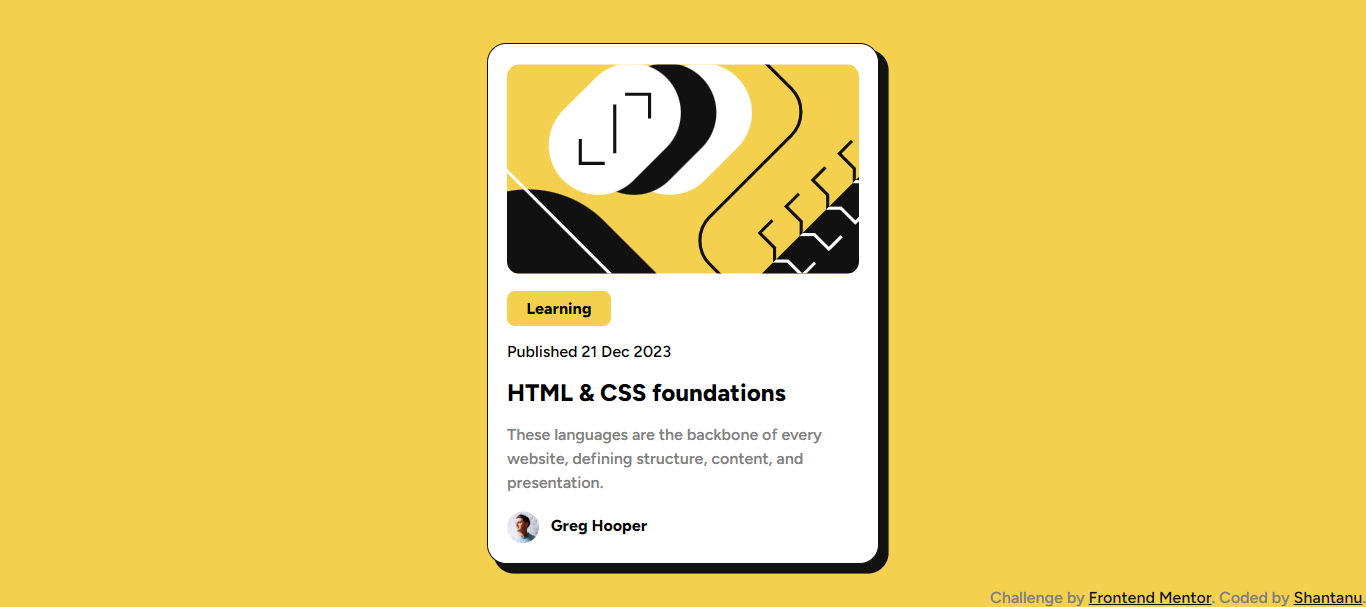 Learning
Published 21 Dec 2023
HTML & CSS foundations
These languages are the backbone of every
website, defining structure, content, and
presentation.
Greg Hooper
Challenge by Frontend Mentor. Coded by Shantanu.